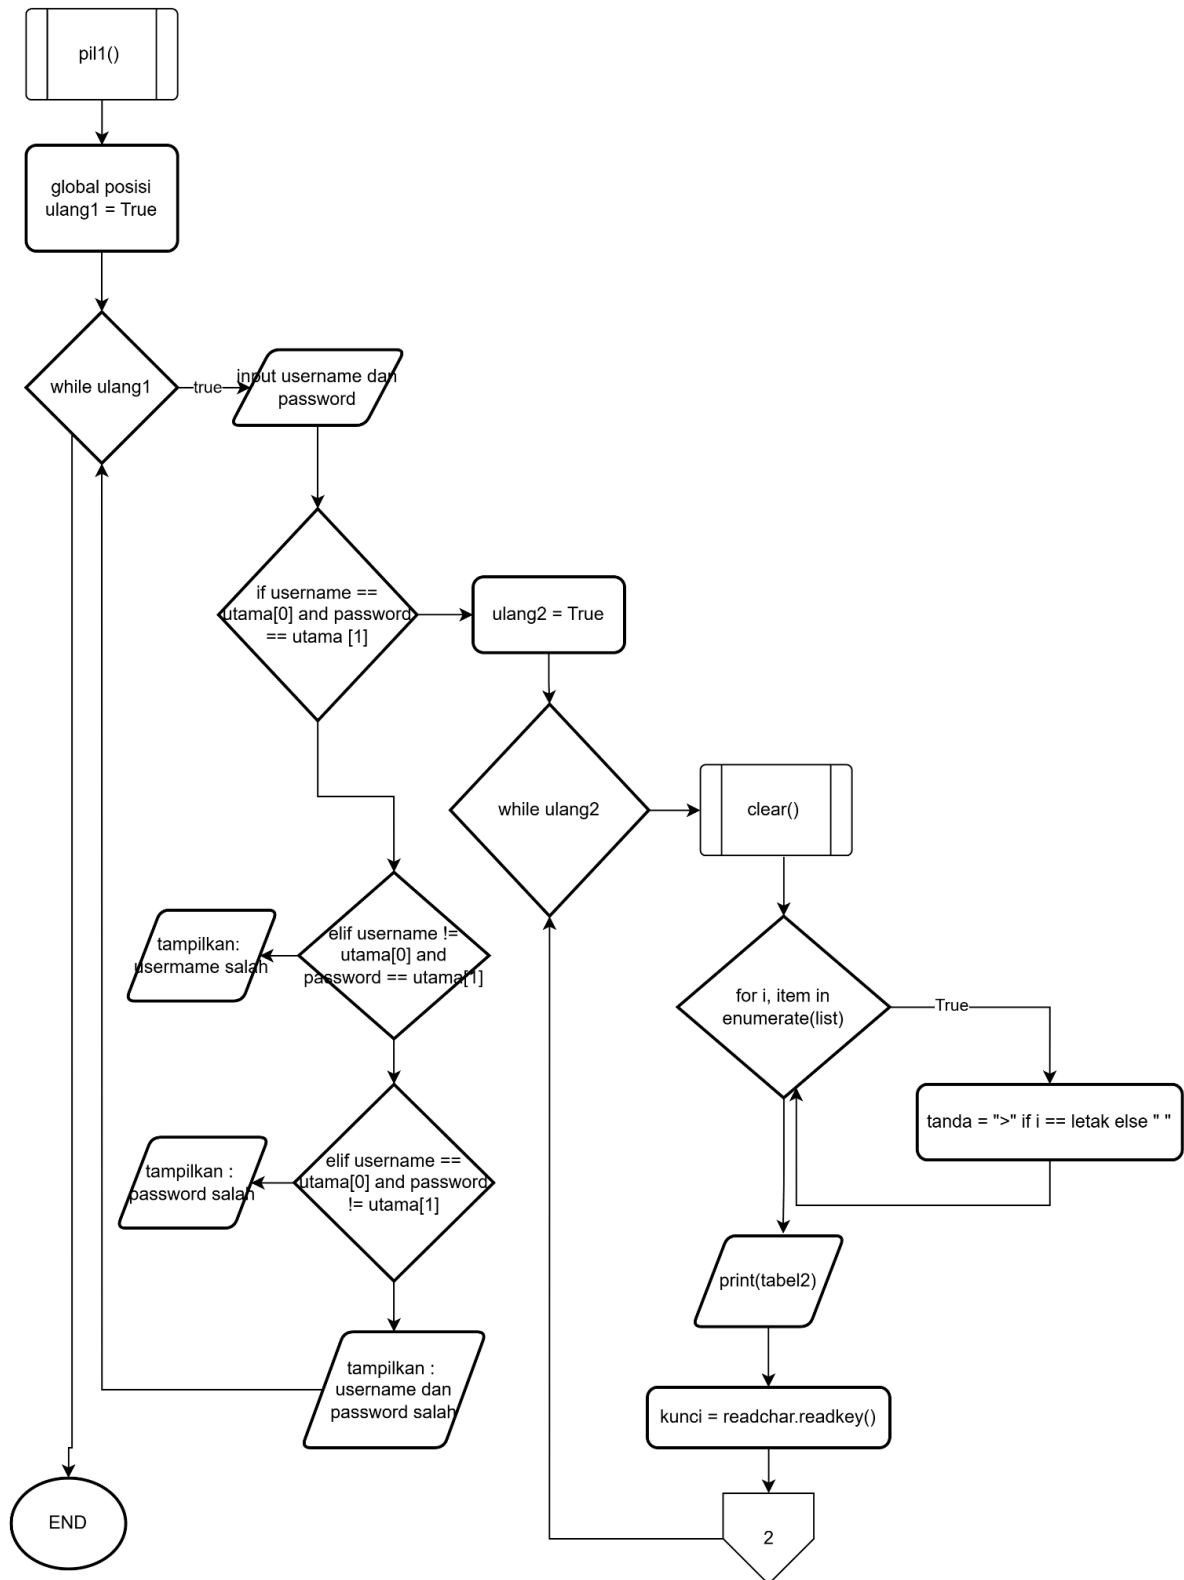 pil1()
global posisi
ulang1 = True
while ulang1
true
input username dan
password
if username ==
utama[0] and password
== utama [1]
ulang2 = True
while ulang2
clear()
for i, item in
enumerate(list)
True
tanda = ">" if i == letak else " "
elif username !=
utama[0] and
password == utama[1]
tampilkan:
usermame salah
elif username ==
utama[0] and password
!= utama[1]
tampilkan :
password salah
tampilkan :
username dan
password salah
print(tabel2)
kunci = readchar.readkey()
2
END